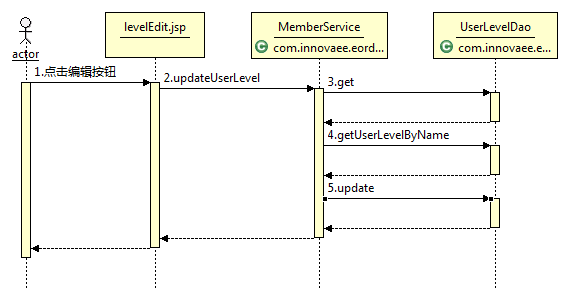 levelEdit.jsp
MemberService
com.innovaee.eord...
UserLevelDao
com.innovaee.e...
actor
1.点击编辑按钮
2.updateUserLevel
3.get
4.getUserLevelByName
5.update